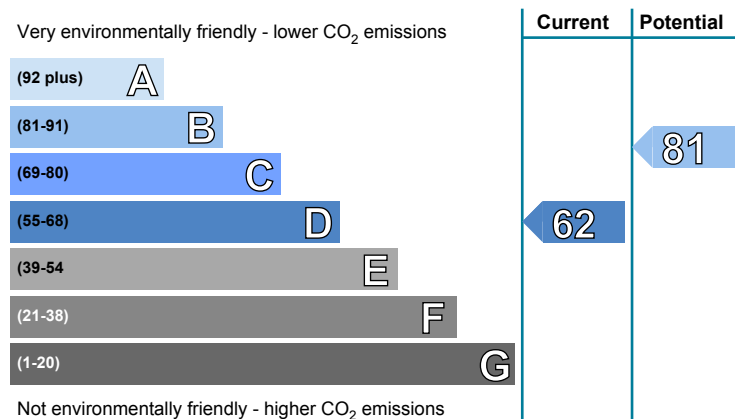 Very environmentally friendly - lower CO₂ emissions
Current
Potential
(92 plus) A
(81-91) B
(69-80) C
(55-68) D
(39-54 E
(21-38) F
(1-20) G
81
62
Not environmentally friendly - higher CO₂ emissions